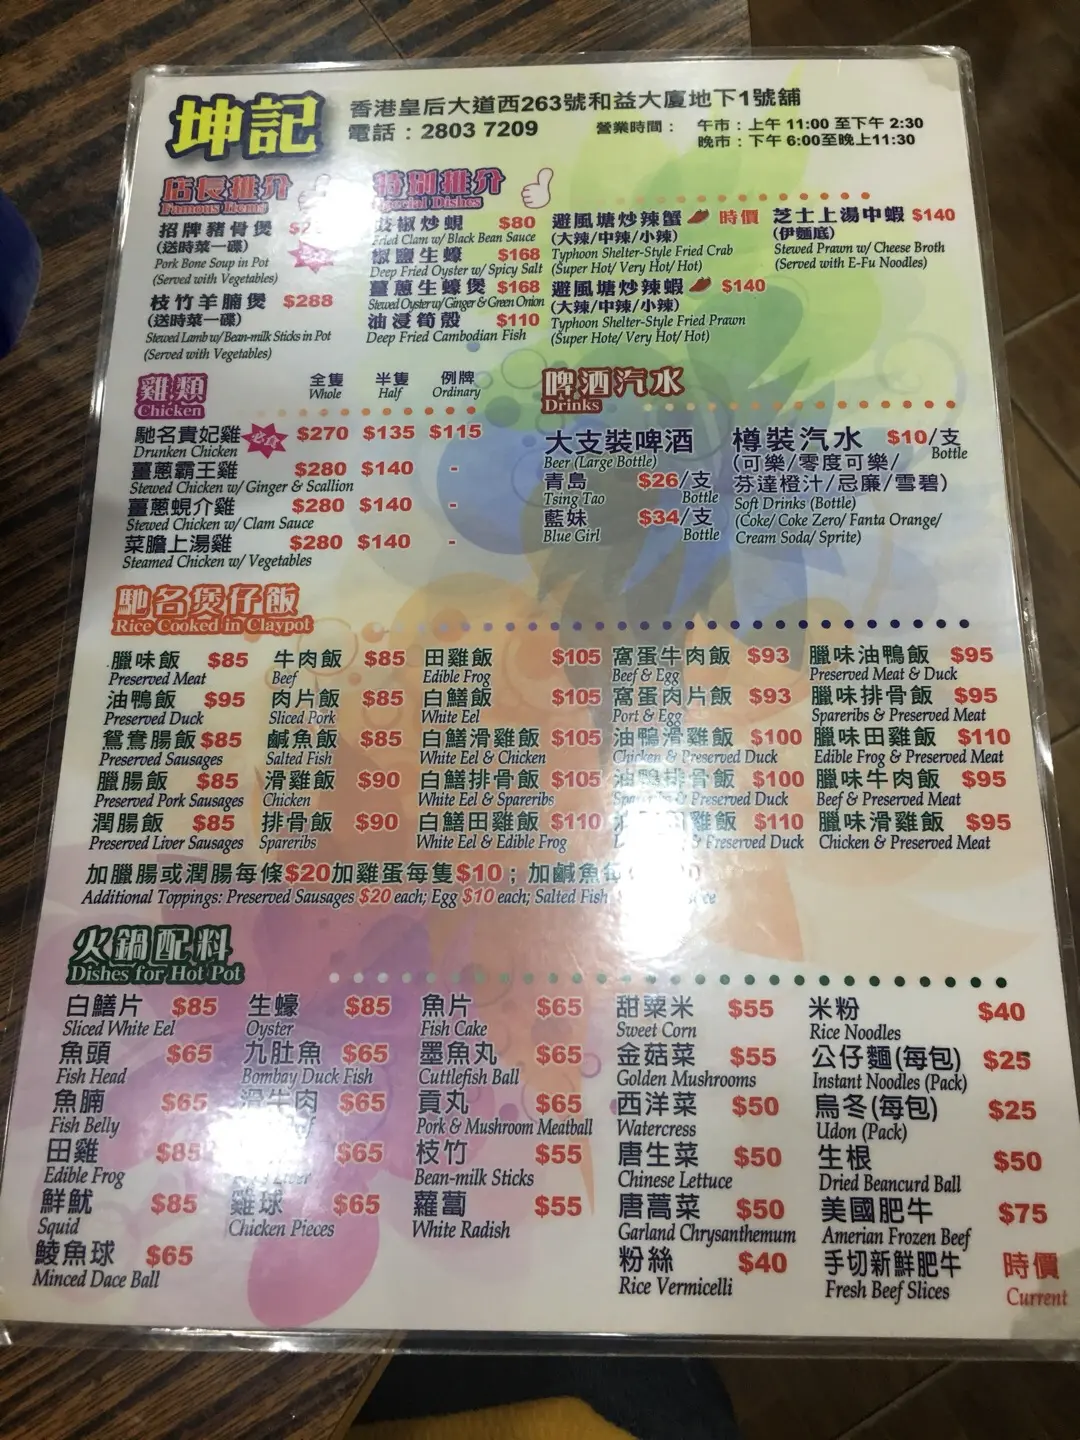 坤記
香港皇后大道西263號和益大廈地下1號舖
電話：2803 7209
營業時間： 午市：上午 11:00 至下午 2:30
晚市：下午 6:00至晚上11:30
店長推介
Famous Items
招牌豬骨煲
(送時菜一碟)
Pork Bone Soup in Pot
(Served with Vegetables)
枝竹羊腩煲 $288
(送時菜一碟)
Stewed Lamb w/ Bean-milk Sticks in Pot
(Served with Vegetables)
特別推介
Special Dishes
豉椒炒蜆 $80
Fried Clam w/ Black Bean Sauce
椒鹽生蠔 $168
Deep Fried Oyster w/ Spicy Salt
薑蔥生蠔煲 $168
Stewed Oyster w/ Ginger & Green Onion
油浸筍殼 $110
Deep Fried Cambodian Fish
避風塘炒辣蟹 時價
(大辣/中辣/小辣)
Typhoon Shelter-Style Fried Crab
(Super Hot/ Very Hot/ Hot)
避風塘炒辣蝦 $140
(大辣/中辣/小辣)
Typhoon Shelter-Style Fried Prawn
(Super Hote/ Very Hot/ Hot)
芝士上湯中蝦 $140
(伊麵底)
Stewed Prawn w/ Cheese Broth
(Served with E-Fu Noodles)
雞類
Chicken
全隻 半隻 例牌
Whole Half Ordinary
馳名貴妃雞 必食 $270 $135 $115
Drunken Chicken
薑蔥霸王雞 $280 $140 -
Stewed Chicken w/ Ginger & Scallion
薑蔥蜆介雞 $280 $140 -
Stewed Chicken w/ Clam Sauce
菜膽上湯雞 $280 $140 -
Steamed Chicken w/ Vegetables
啤酒汽水
Drinks
大支裝啤酒
Beer (Large Bottle)
青島 $26/支
Tsing Tao Bottle
藍妹 $34/支
Blue Girl Bottle
樽裝汽水 $10/支
Bottle
(可樂/零度可樂/
芬達橙汁/忌廉/雪碧)
Soft Drinks (Bottle)
(Coke/ Coke Zero/ Fanta Orange/
Cream Soda/ Sprite)
馳名煲仔飯
Rice Cooked in Claypot
臘味飯 $85 牛肉飯 $85 田雞飯 $105 窩蛋牛肉飯 $93 臘味油鴨飯 $95
Preserved Meat Beef Edible Frog Beef & Egg Preserved Meat & Duck
油鴨飯 $95 肉片飯 $85 白鱔飯 $105 窩蛋肉片飯 $93 臘味排骨飯 $95
Preserved Duck Sliced Pork White Eel Port & Egg Spareribs & Preserved Meat
鴛鴦腸飯 $85 鹹魚飯 $85 白鱔滑雞飯 $105 油鴨滑雞飯 $100 臘味田雞飯 $110
Preserved Sausages Salted Fish White Eel & Chicken Chicken & Preserved Duck Edible Frog & Preserved Meat
臘腸飯 $85 滑雞飯 $90 白鱔排骨飯 $105 油鴨排骨飯 $100 臘味牛肉飯 $95
Preserved Pork Sausages Chicken White Eel & Spareribs Spareribs & Preserved Duck Beef & Preserved Meat
潤腸飯 $85 排骨飯 $90 白鱔田雞飯 $110 雞飯 $110 臘味滑雞飯 $95
Preserved Liver Sausages Spareribs White Eel & Edible Frog & Preserved Duck Chicken & Preserved Meat
加臘腸或潤腸每條$20加雞蛋每隻$10；加鹹魚每
Additional Toppings: Preserved Sausages $20 each; Egg $10 each; Salted Fish
火鍋配料
Dishes for Hot Pot
白鱔片 $85 生蠔 $85 魚片 $65 甜粟米 $55 米粉 $40
Sliced White Eel Oyster Fish Cake Sweet Corn Rice Noodles
魚頭 $65 九肚魚 $65 墨魚丸 $65 金菇菜 $55 公仔麵(每包) $25
Fish Head Bombay Duck Fish Cuttlefish Ball Golden Mushrooms Instant Noodles (Pack)
魚腩 $65 滑牛肉 $65 貢丸 $65 西洋菜 $50 烏冬(每包) $25
Fish Belly Pork & Mushroom Meatball Watercress Udon (Pack)
田雞 $85 $65 枝竹 $55 唐生菜 $50 生根 $50
Edible Frog Bean-milk Sticks Chinese Lettuce Dried Beancurd Ball
鮮魷 $85 雞球 $65 蘿蔔 $55 唐蒿菜 $50 美國肥牛 $75
Squid Chicken Pieces White Radish Garland Chrysanthemum Amerian Frozen Beef
鯪魚球 $65 粉絲 $40 手切新鮮肥牛 時價
Minced Dace Ball Rice Vermicelli Fresh Beef Slices Current